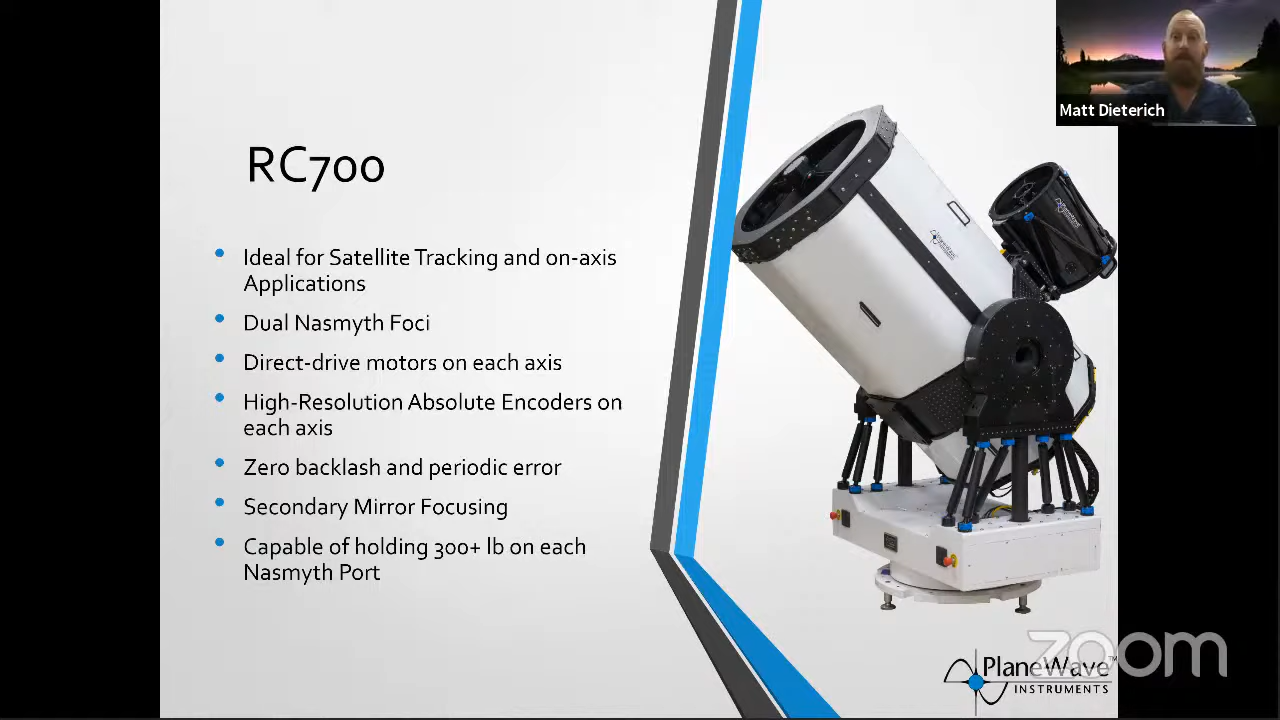 Matt Dieterich
RC700
• Ideal for Satellite Tracking and on-axis
Applications
• Dual Nasmyth Foci
• Direct-drive motors on each axis
• High-Resolution Absolute Encoders on
each axis
• Zero backlash and periodic error
• Secondary Mirror Focusing
• Capable of holding 300+ lb on each
Nasmyth Port
PlaneWave™
INSTRUMENTS
zoom